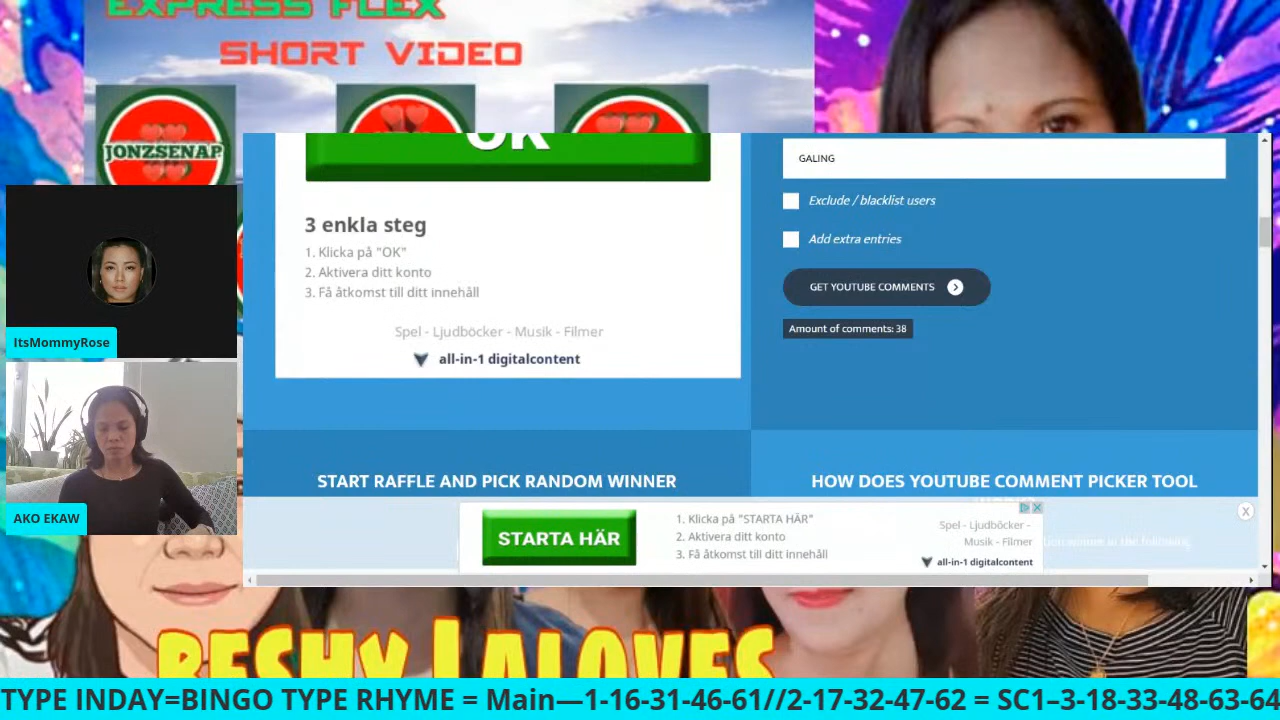 EXPRESS FLEX
SHORT VIDEO
JONZSENAP
OK
GALING
3 enkla steg
1. Klicka på "OK"
2. Aktivera ditt konto
3. Få åtkomst till ditt innehåll
Spel - Ljudböcker - Musik - Filmer
all-in-1 digitalcontent
Exclude / blacklist users
Add extra entries
GET YOUTUBE COMMENTS
Amount of comments: 38
ItsMommyRose
AKO EKAW
START RAFFLE AND PICK RANDOM WINNER
HOW DOES YOUTUBE COMMENT PICKER TOOL
STARTA HÄR
1. Klicka på "STARTA HÄR"
2. Aktivera ditt konto
3. Få åtkomst till ditt innehåll
Spel - Ljudböcker -
Musik - Filmer
all-in-1 digitalcontent
BESHY LALOVES
TYPE INDAY=BINGO TYPE RHYME = Main—1-16-31-46-61//2-17-32-47-62 = SC1–3-18-33-48-63-64